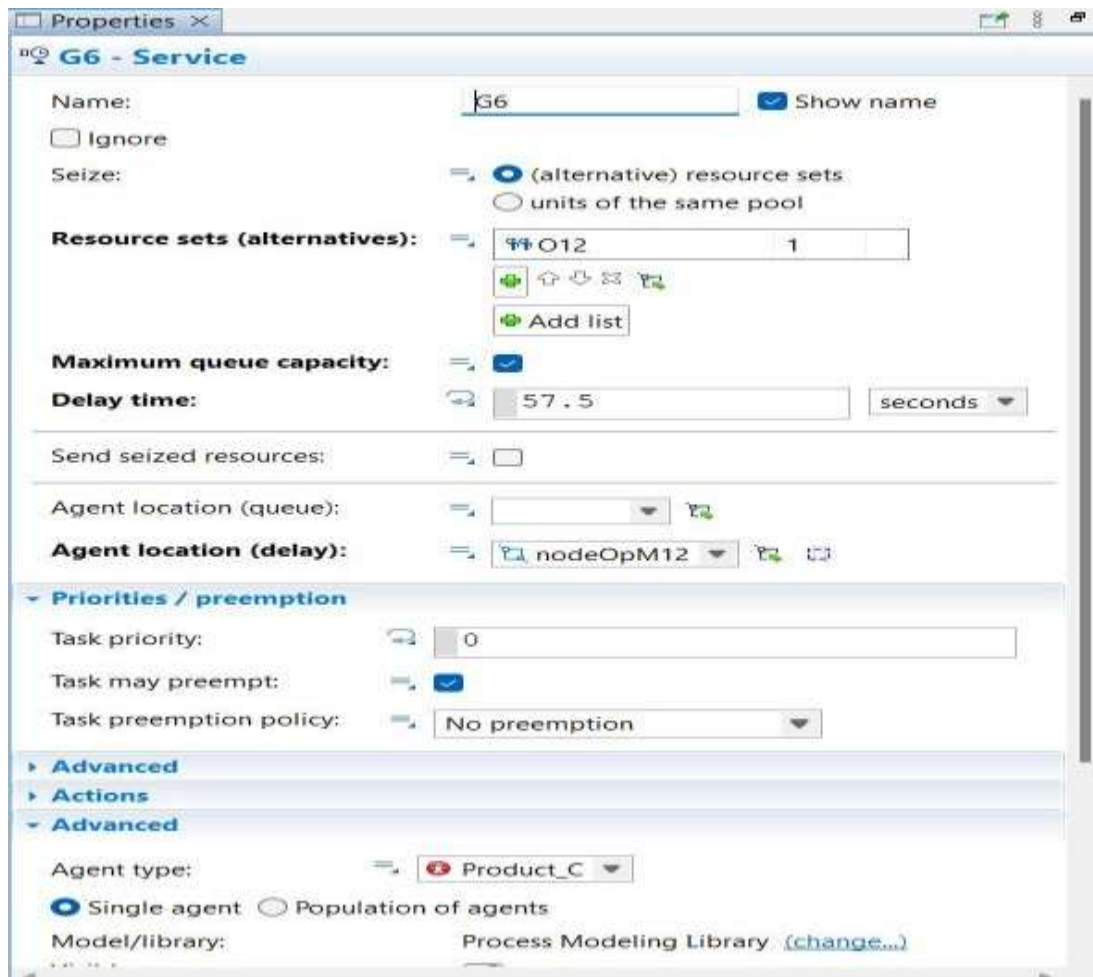 Properties
G6 - Service
Name: G6 Show name
Ignore
Seize: (alternative) resource sets
units of the same pool
Resource sets (alternatives): O12 1
Add list
Maximum queue capacity:
Delay time: 57.5 seconds
Send seized resources:
Agent location (queue):
Agent location (delay): nodeOpM12
Priorities / preemption
Task priority: 0
Task may preempt:
Task preemption policy: No preemption
Advanced
Actions
Advanced
Agent type: Product_C
Single agent Population of agents
Model/library: Process Modeling Library (change...)